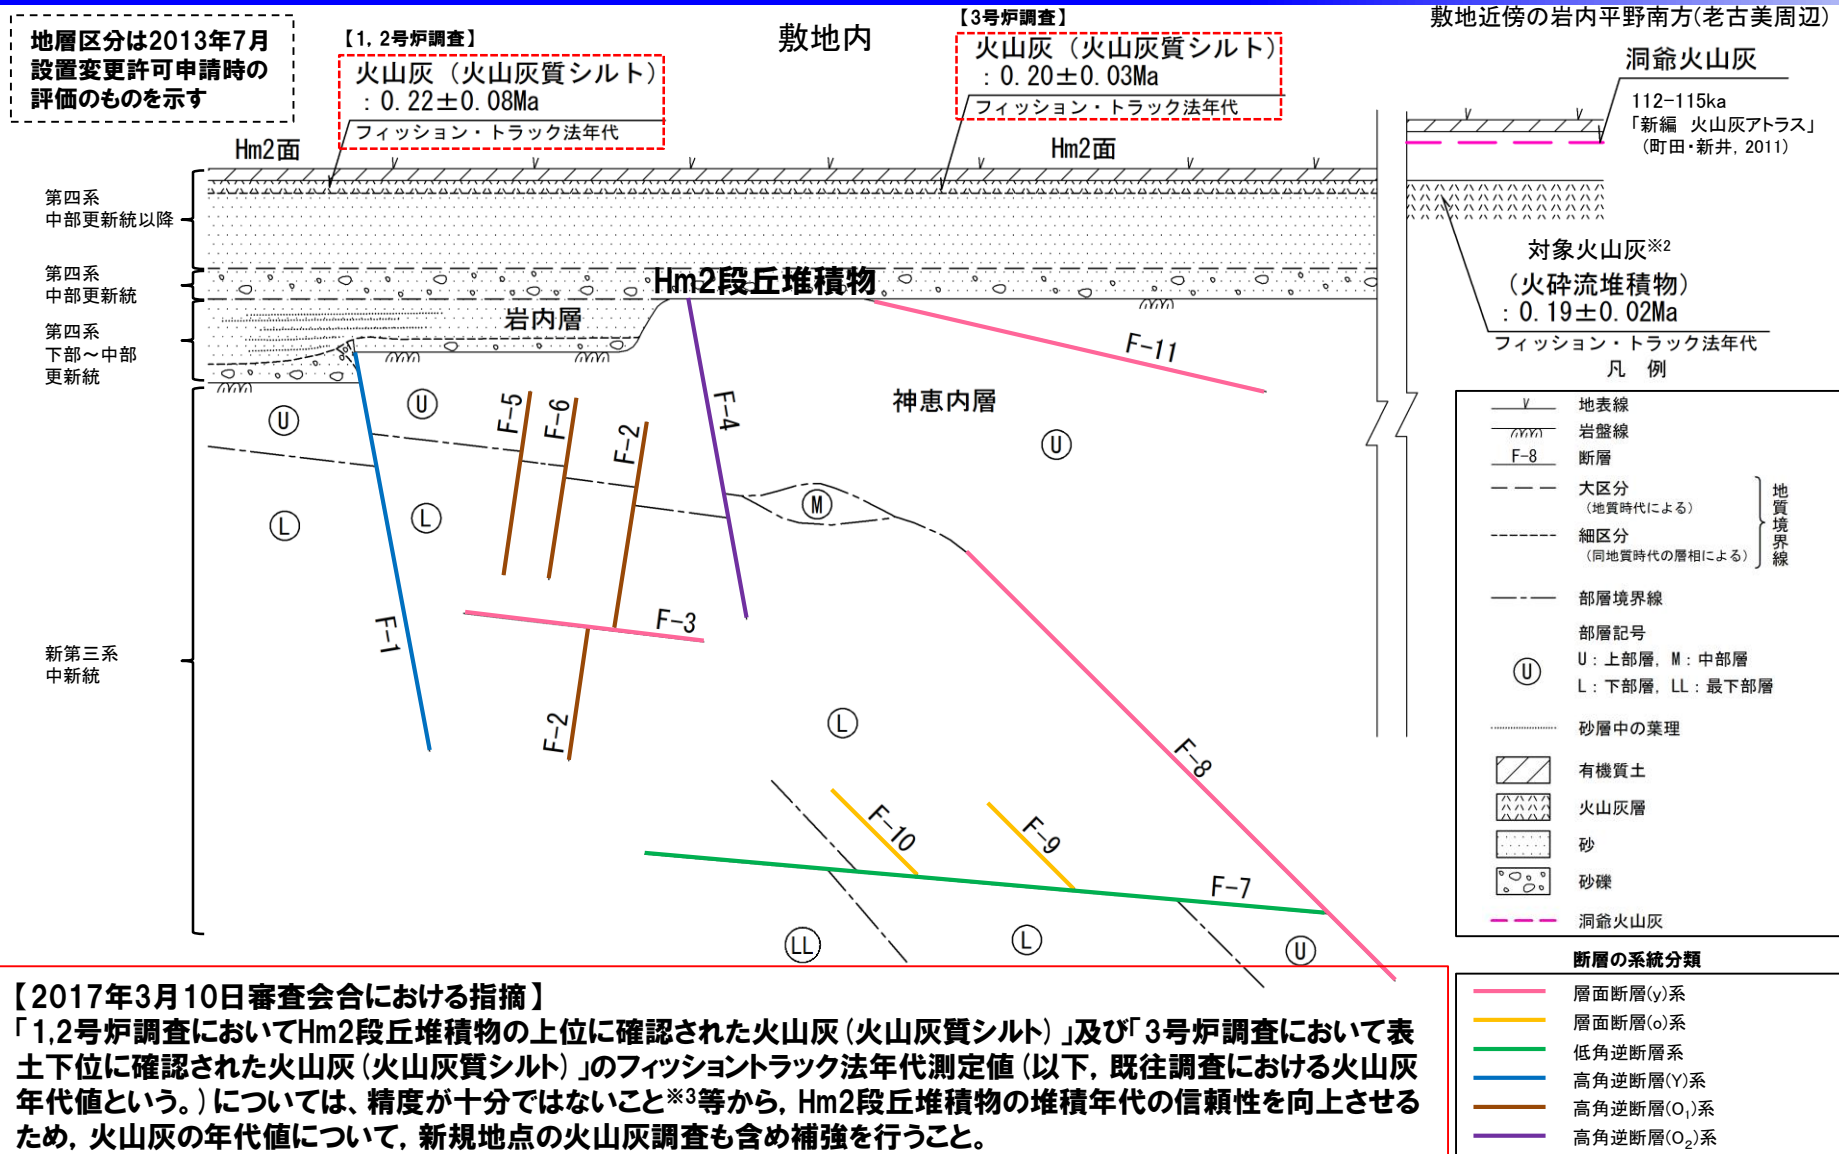 地層区分は2013年7月
設置変更許可申請時の
評価のものを示す
【1, 2号炉調査】
火山灰（火山灰質シルト）
：0.22±0.08Ma
フィッション・トラック法年代
敷地内
【3号炉調査】
火山灰（火山灰質シルト）
：0.20±0.03Ma
フィッション・トラック法年代
敷地近傍の岩内平野南方(老古美周辺)
洞爺火山灰
112-115ka
「新編　火山灰アトラス」
（町田・新井, 2011）
Hm2面
Hm2面
第四系
中部更新統以降
第四系
中部更新統
第四系
下部～中部
更新統
新第三系
中新統
Hm2段丘堆積物
岩内層
神恵内層
対象火山灰※2
（火砕流堆積物）
：0.19±0.02Ma
フィッション・トラック法年代
F-11
F-5
F-6
F-2
F-4
F-1
F-3
F-2
F-8
F-10
F-9
F-7
U
U
U
M
L
L
L
LL
L
U
凡　例
地表線
岩盤線
F-8 断層
大区分
（地質時代による）
細区分
（同地質時代の層相による）
地質境界線
部層境界線
部層記号
U U：上部層, M：中部層
L：下部層, LL：最下部層
砂層中の葉理
有機質土
火山灰層
砂
砂礫
洞爺火山灰
断層の系統分類
層面断層(y)系
層面断層(o)系
低角逆断層系
高角逆断層(Y)系
高角逆断層(O₁)系
高角逆断層(O₂)系
【2017年3月10日審査会合における指摘】
「1,2号炉調査においてHm2段丘堆積物の上位に確認された火山灰（火山灰質シルト）」及び「3号炉調査において表
土下位に確認された火山灰（火山灰質シルト）」のフィッショントラック法年代測定値（以下, 既往調査における火山灰
年代値という。）については、精度が十分ではないこと※3等から, Hm2段丘堆積物の堆積年代の信頼性を向上させる
ため, 火山灰の年代値について, 新規地点の火山灰調査も含め補強を行うこと。